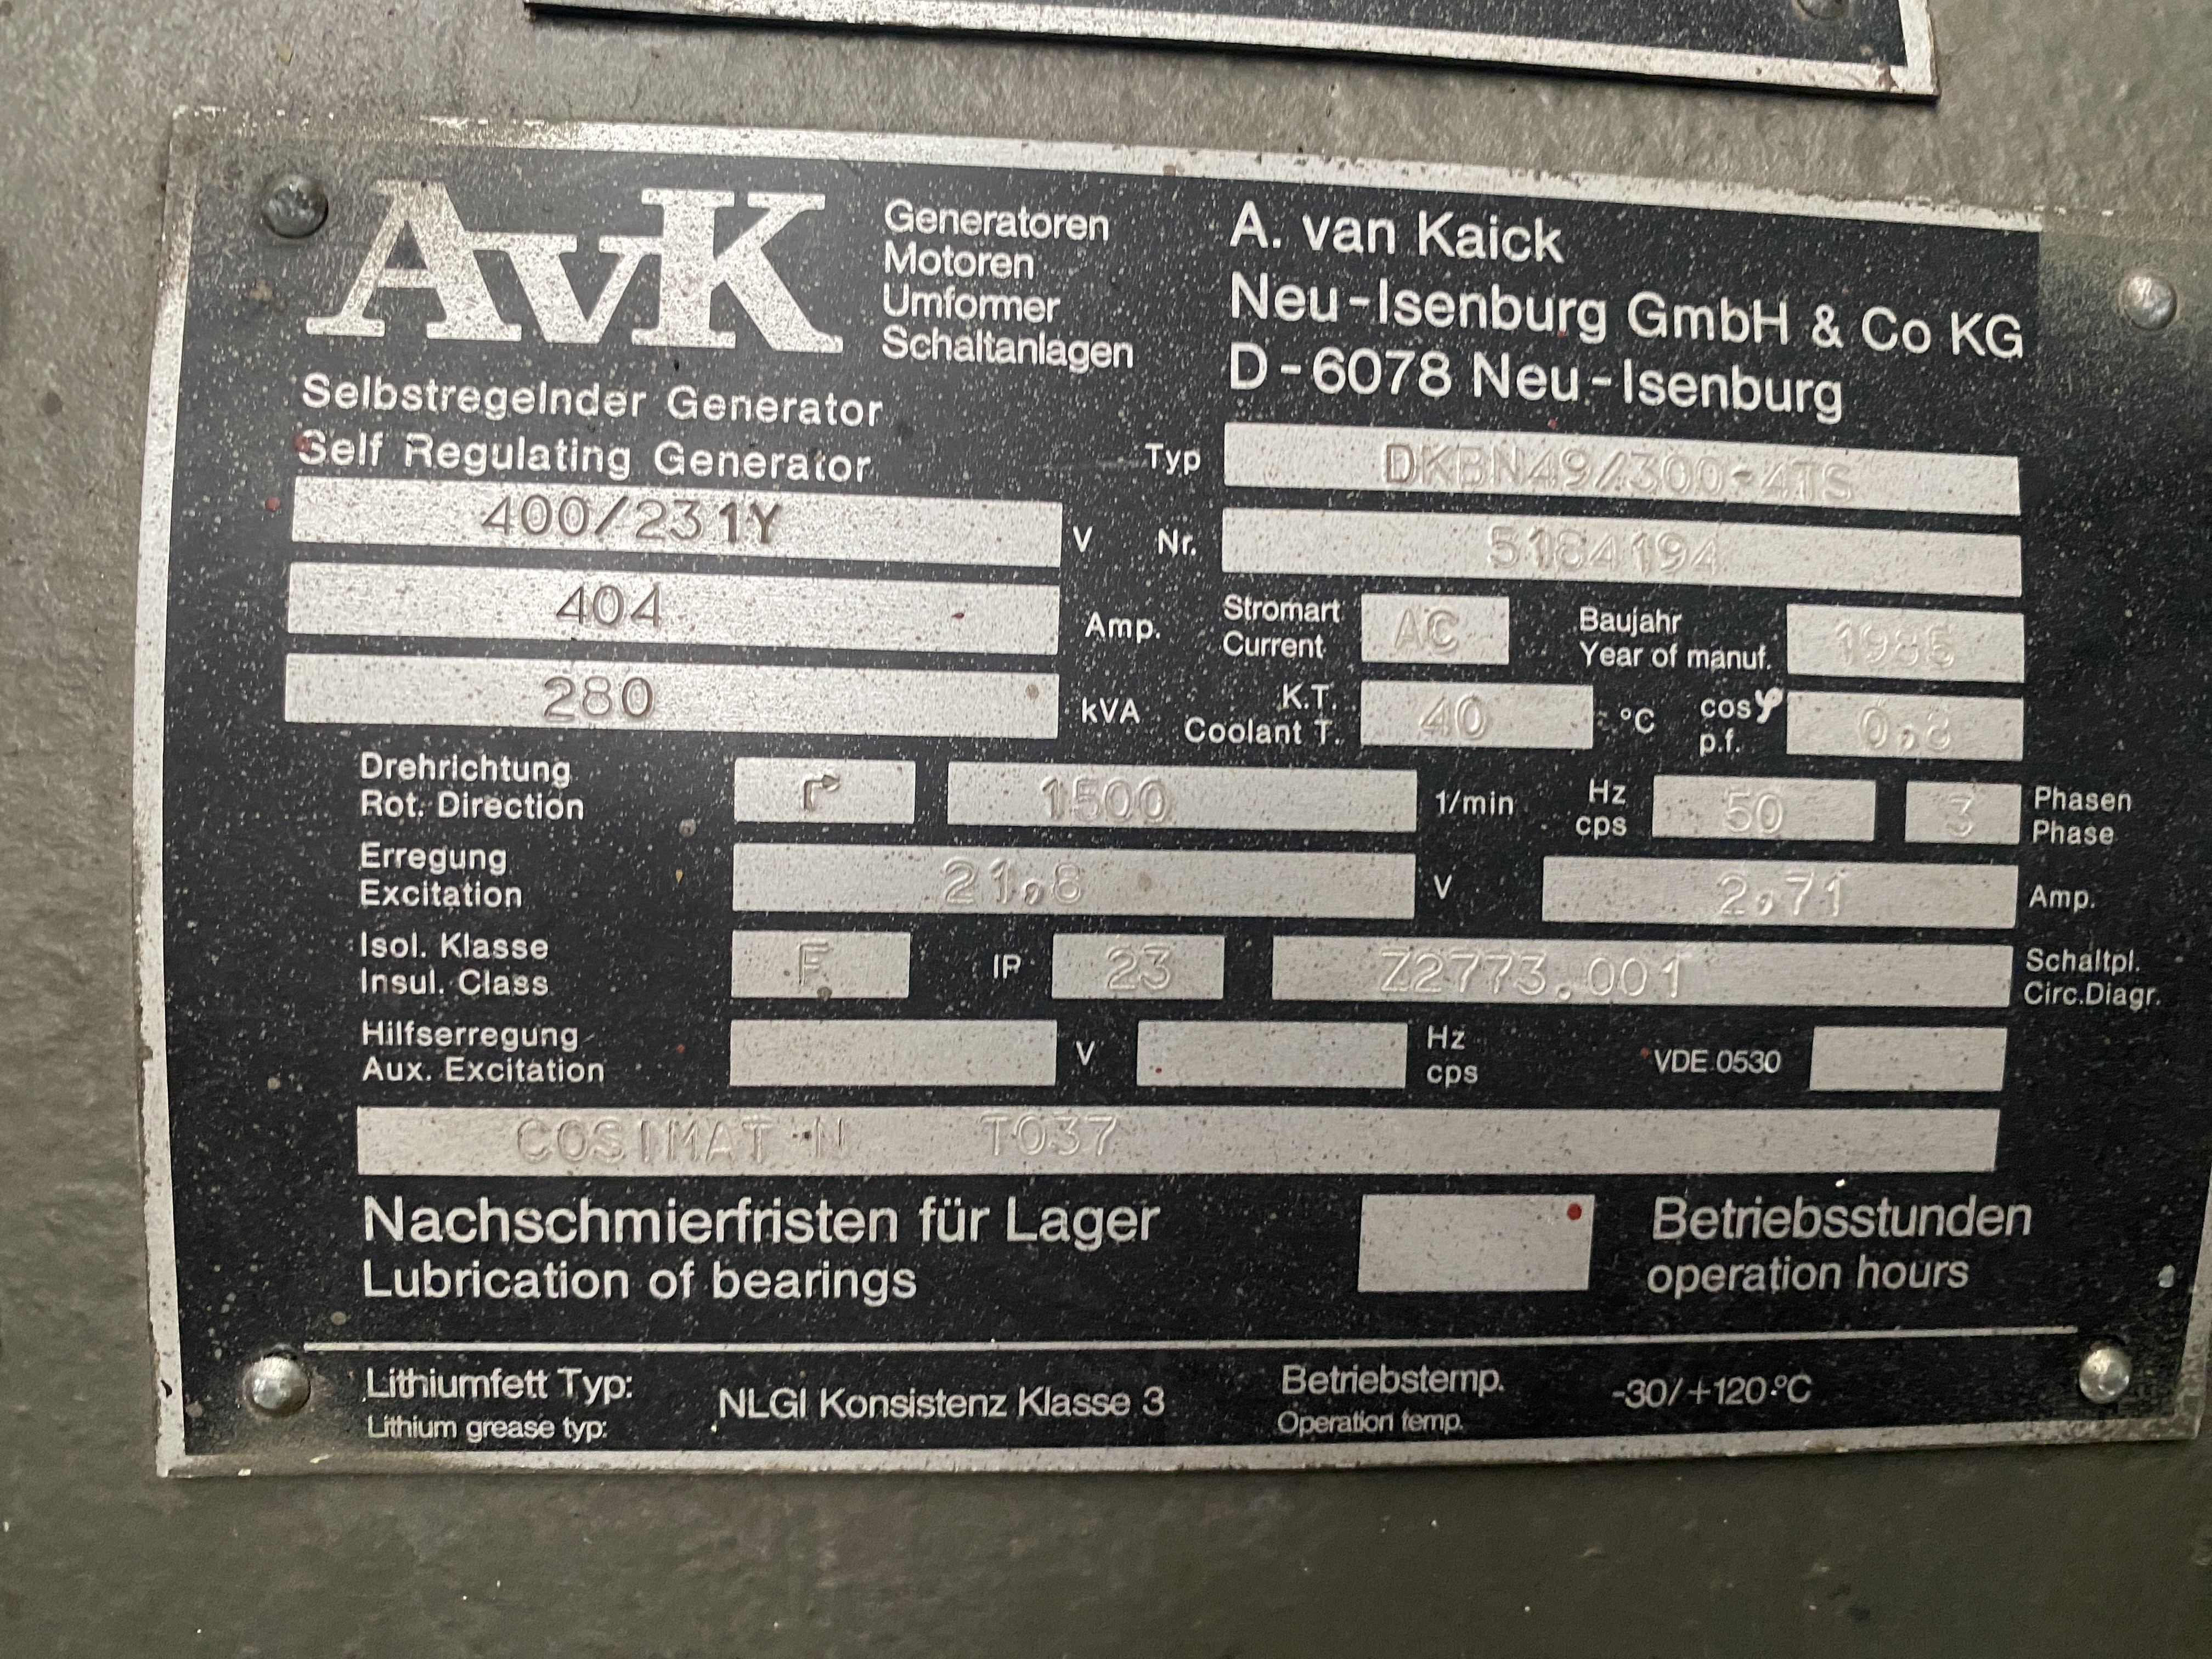 AvK
Generatoren
Motoren
Umformer
Schaltanlagen
A. van Kaick
Neu-Isenburg GmbH & Co KG
D-6078 Neu-Isenburg
Selbstregelnder Generator
Self Regulating Generator
Typ DKBN49/300-4TS
400/231Y V
Nr. 5184194
404 Amp.
Stromart
Current AC
Baujahr
Year of manuf.
280 kVA
K.T.
Coolant T. 40 °C
cosφ
p.f. 0,8
Drehrichtung
Rot. Direction 1500 1/min
Hz
cps 50 3 Phasen
Phase
Erregung
Excitation 21,8 V 2,71 Amp.
Isol. Klasse
Insul. Class F IP 23 Z2773.001 Schaltpl.
Circ.Diagr.
Hilfserregung
Aux. Excitation V Hz
cps
VDE 0530
COSIMAT N T037
Nachschmierfristen für Lager
Lubrication of bearings
Betriebsstunden
operation hours
Lithiumfett Typ:
Lithium grease typ:
NLGI Konsistenz Klasse 3
Betriebstemp.
Operation temp.
-30/+120°C